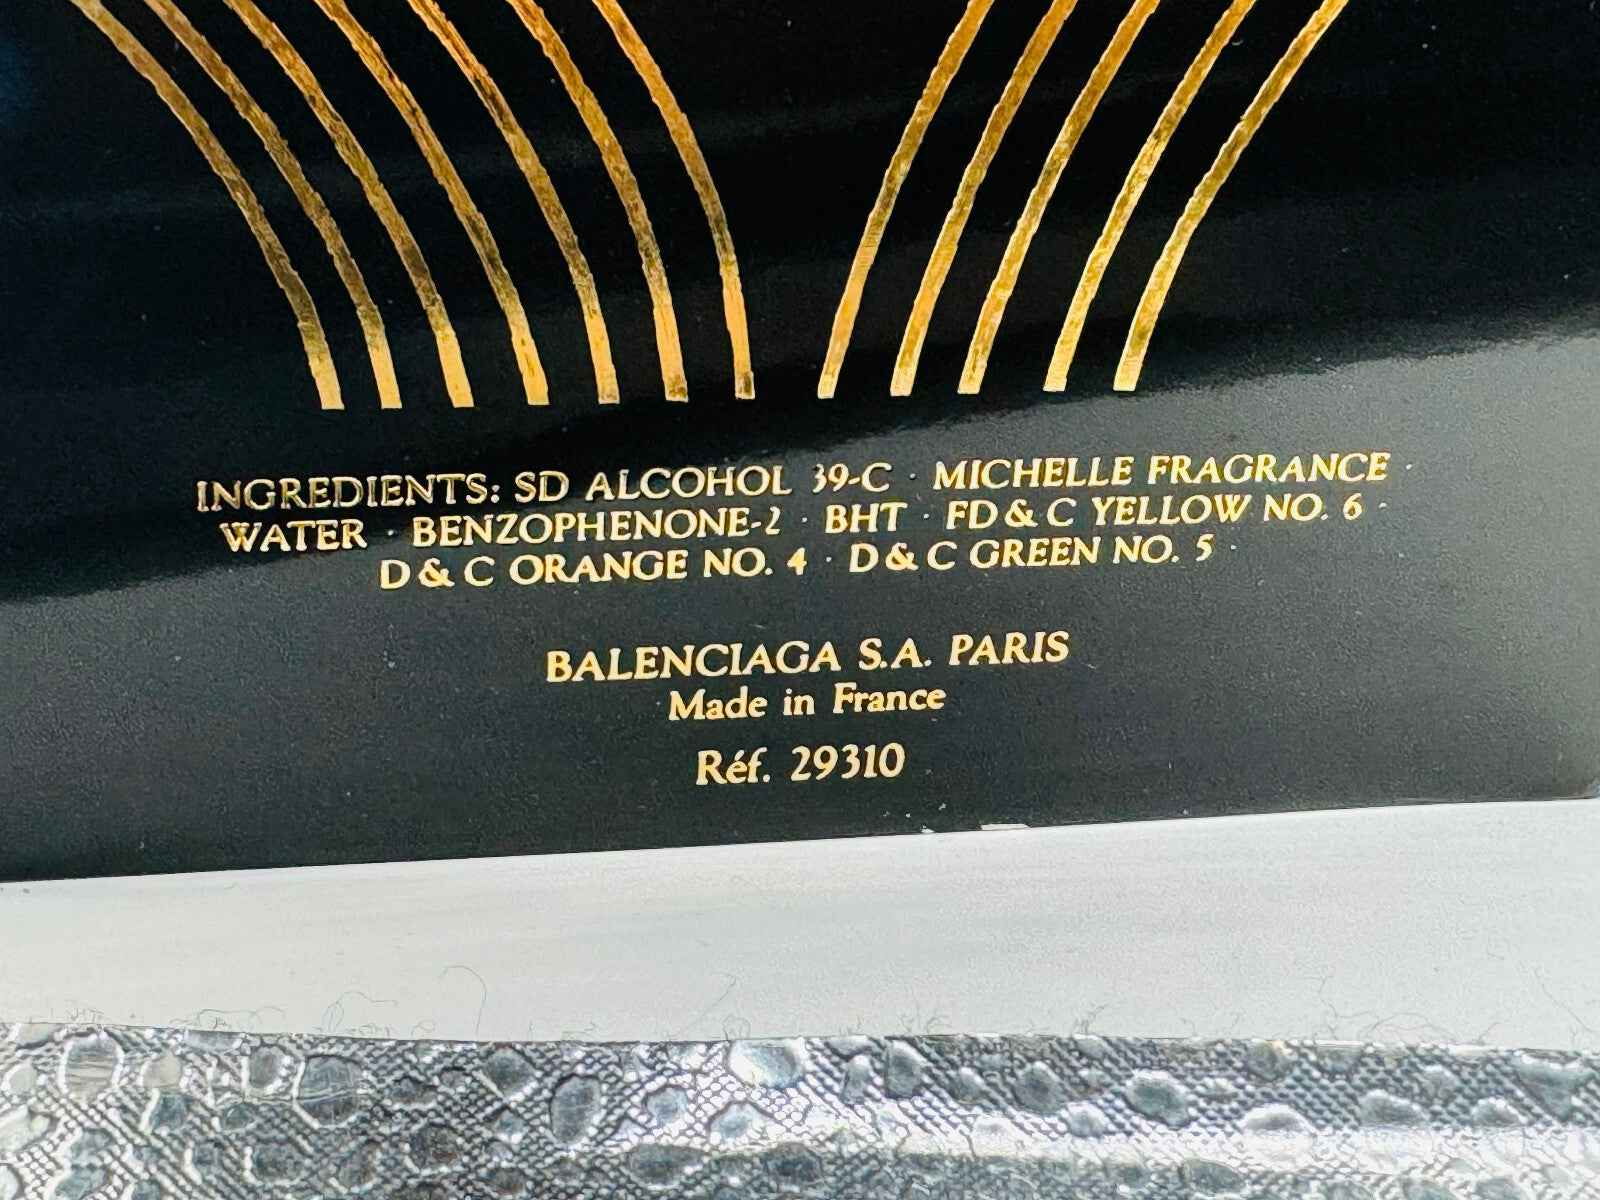 INGREDIENTS: SD ALCOHOL 39-C · MICHELLE FRAGRANCE ·
WATER · BENZOPHENONE-2 · BHT · FD & C YELLOW NO. 6 ·
D & C ORANGE NO. 4 · D & C GREEN NO. 5 ·
BALENCIAGA S.A. PARIS
Made in France
Réf. 29310